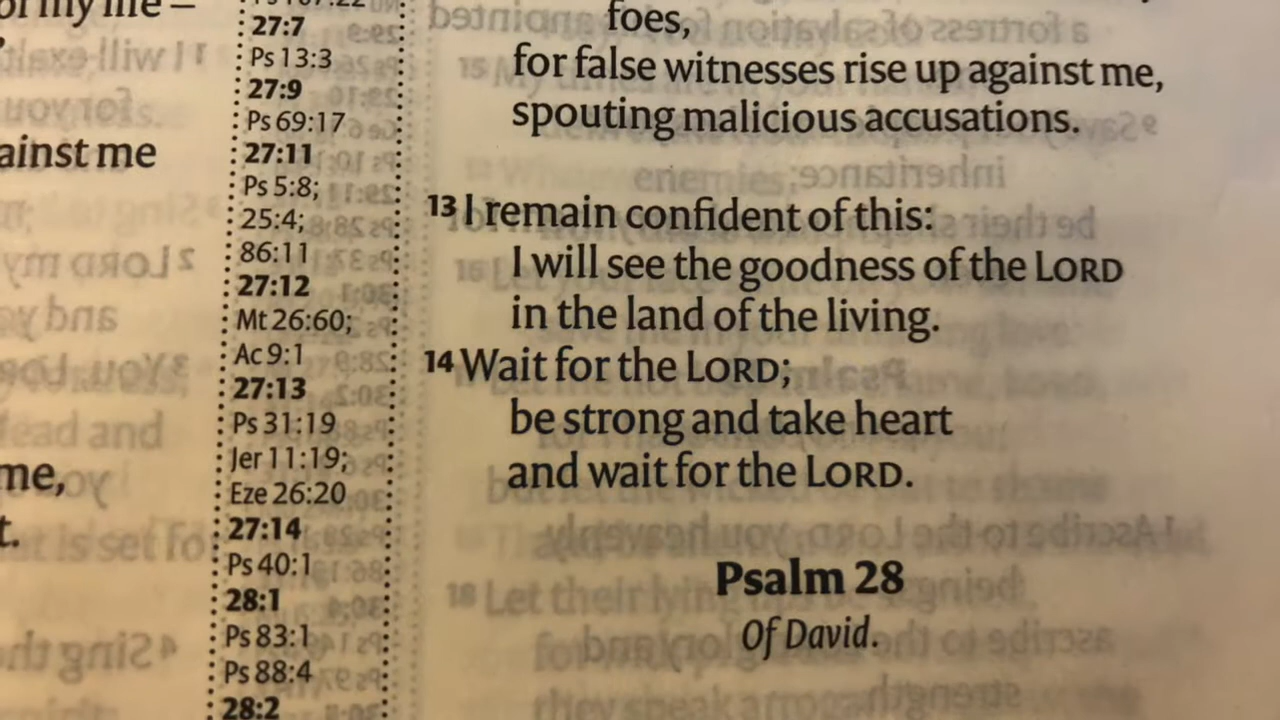 of my life—
ainst me
me,
t.
27:7
Ps 13:3
27:9
Ps 69:17
27:11
Ps 5:8;
25:4;
86:11
27:12
Mt 26:60;
Ac 9:1
27:13
Ps 31:19
Jer 11:19;
Eze 26:20
27:14
Ps 40:1
28:1
Ps 83:1
Ps 88:4
28:2
foes,
for false witnesses rise up against me,
spouting malicious accusations.
13 I remain confident of this:
I will see the goodness of the LORD
in the land of the living.
14 Wait for the LORD;
be strong and take heart
and wait for the LORD.
Psalm 28
Of David.